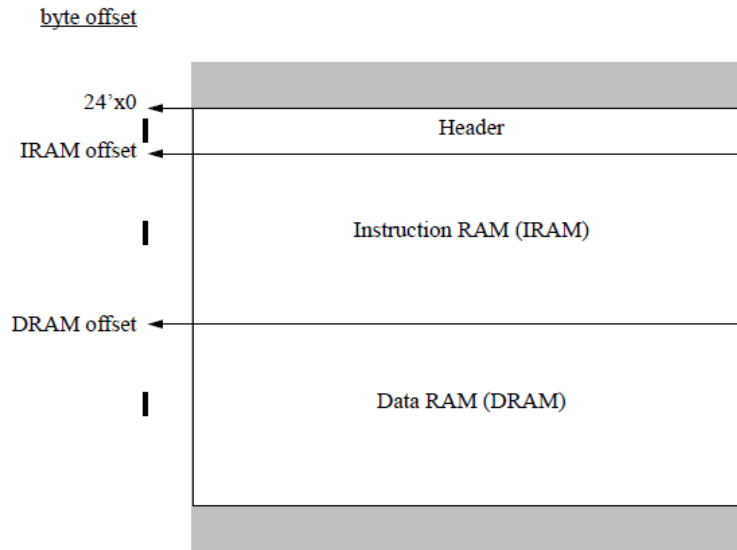 byte offset
24’x0
Header
IRAM offset
Instruction RAM (IRAM)
DRAM offset
Data RAM (DRAM)